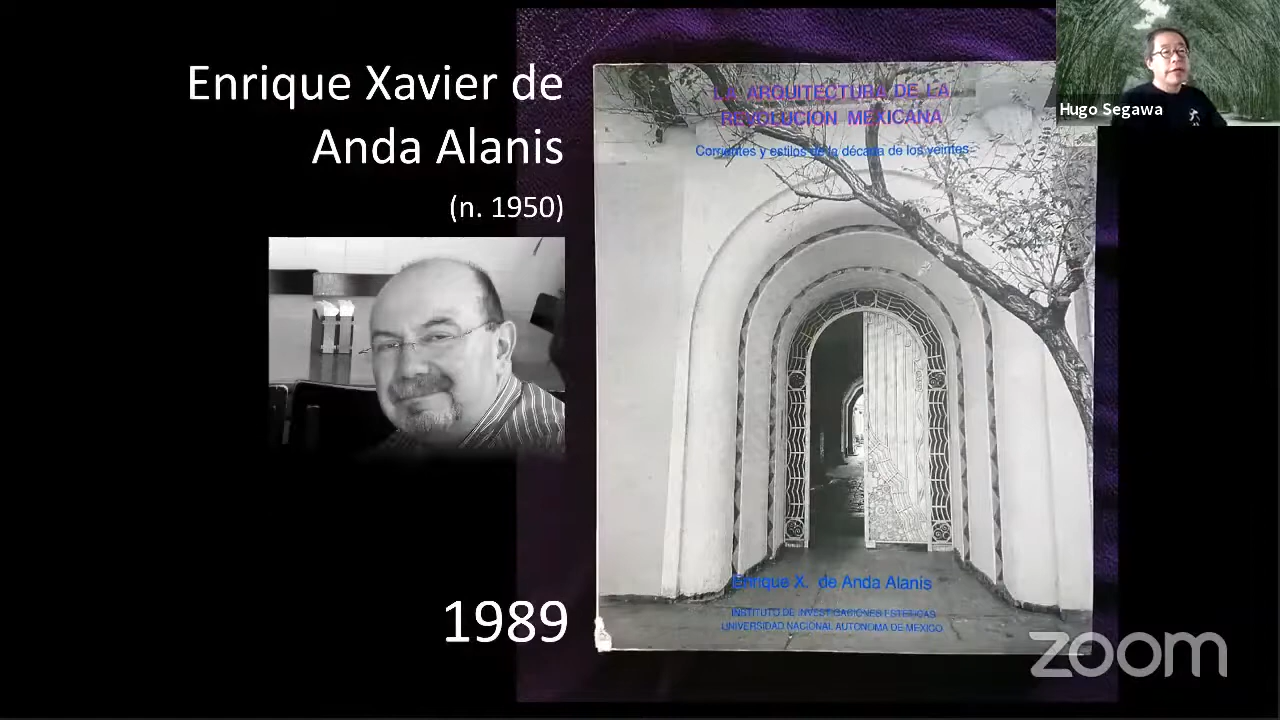 Enrique Xavier de
Anda Alanis
(n. 1950)
1989
LA ARQUITECTURA DE LA
REVOLUCION MEXICANA
Corrientes y estilos de la década de los veintes
Enrique X. de Anda Alanís
INSTITUTO DE INVESTIGACIONES ESTETICAS
UNIVERSIDAD NACIONAL AUTONOMA DE MEXICO
Hugo Segawa
zoom